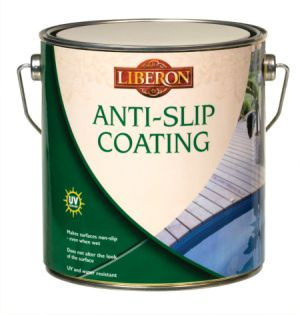 LIBERON
ANTI-SLIP
COATING
UV
Makes surfaces non-slip
- even when wet
Does not alter the look
of the surface
UV and water resistant